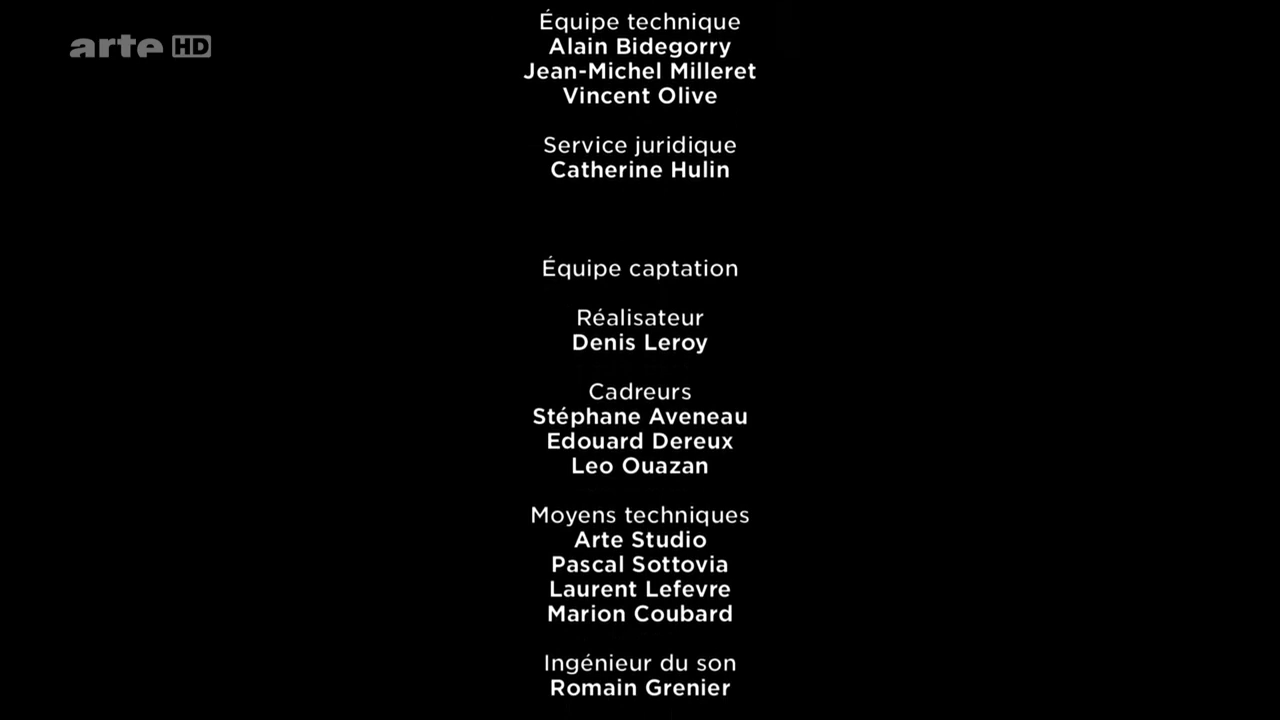 arte HD
Équipe technique
Alain Bidegorry
Jean-Michel Milleret
Vincent Olive
Service juridique
Catherine Hulin
Équipe captation
Réalisateur
Denis Leroy
Cadreurs
Stéphane Aveneau
Edouard Dereux
Leo Ouazan
Moyens techniques
Arte Studio
Pascal Sottovia
Laurent Lefevre
Marion Coubard
Ingénieur du son
Romain Grenier